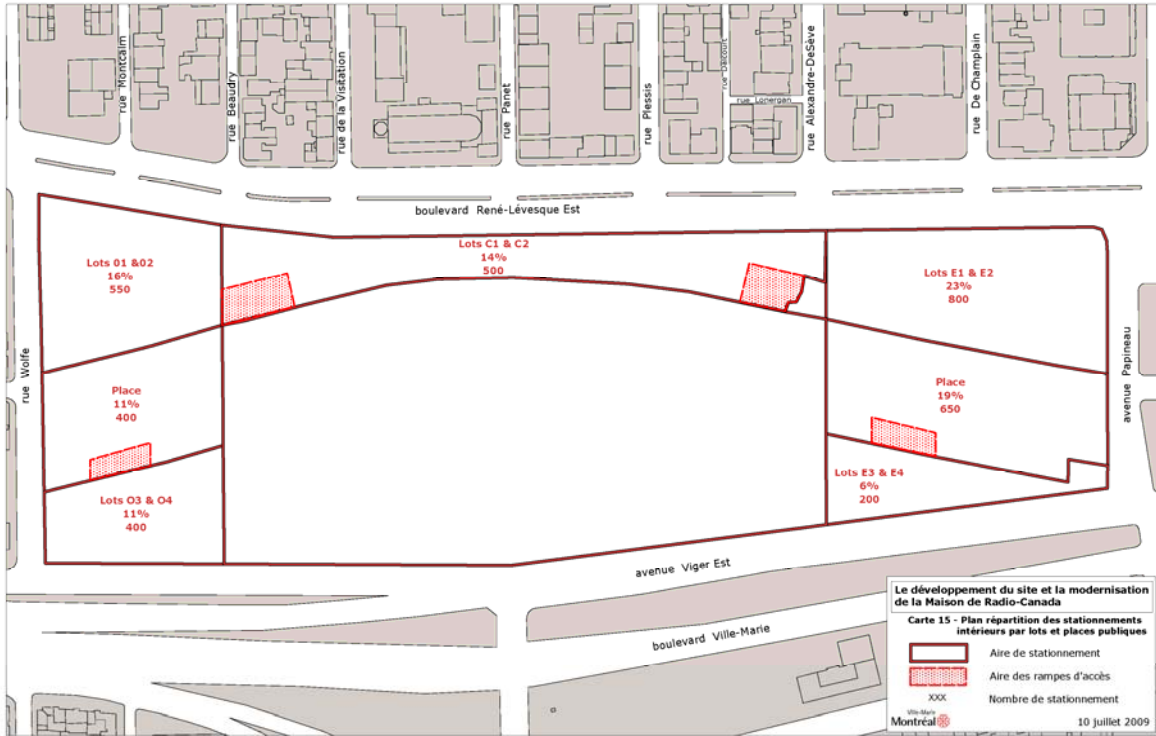 rue Montcalm
rue Beaudry
rue de la Visitation
rue Panet
rue Plessis
rue Dalcourt
rue Lonergan
rue Alexandre-DeSève
rue De Champlain
boulevard René-Lévesque Est
Lots 01 &02
16%
550
Lots C1 & C2
14%
500
Lots E1 & E2
23%
800
rue Wolfe
Place
11%
400
Place
19%
650
avenue Papineau
Lots O3 & O4
11%
400
Lots E3 & E4
6%
200
avenue Viger Est
boulevard Ville-Marie
Le développement du site et la modernisation
de la Maison de Radio-Canada
Carte 15 - Plan répartition des stationnements
intérieurs par lots et places publiques
Aire de stationnement
Aire des rampes d'accès
XXX Nombre de stationnement
Ville-Marie
Montréal
10 juillet 2009